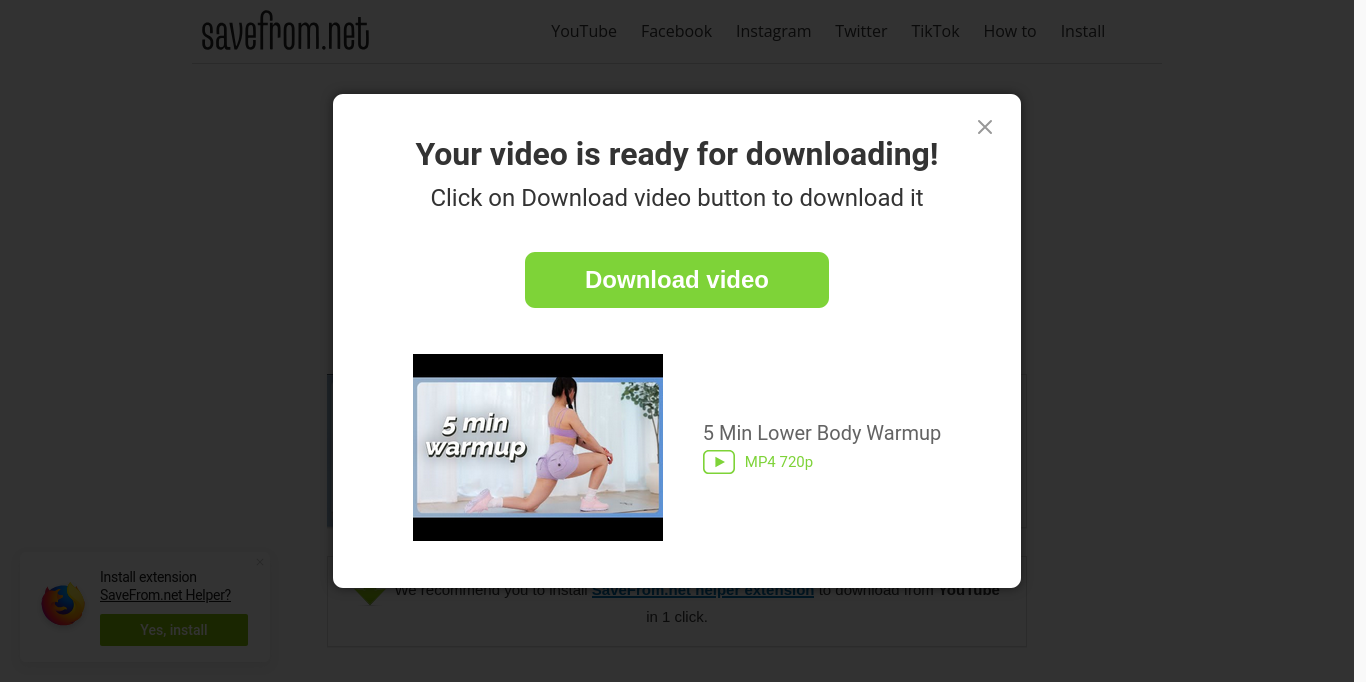 savefrom.net
YouTube Facebook Instagram Twitter TikTok How to Install
Your video is ready for downloading!
Click on Download video button to download it
Download video
5 min
warmup
5 Min Lower Body Warmup
MP4 720p
Install extension
SaveFrom.net Helper?
Yes, install
We recommend you to install SaveFrom.net helper extension to download from YouTube
in 1 click.